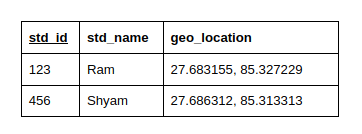 std_id std_name geo_location
123 Ram 27.683155, 85.327229
456 Shyam 27.686312, 85.313313